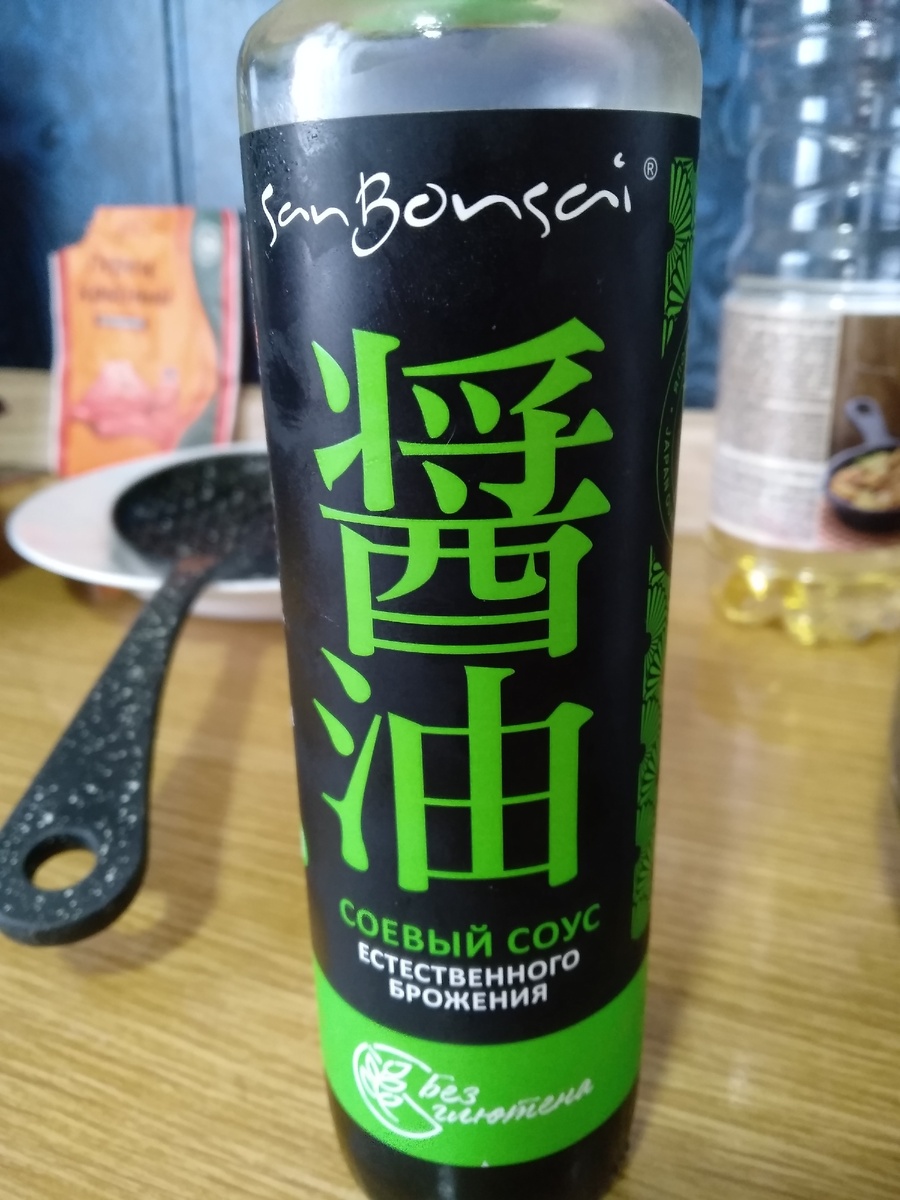 SanBonsai ®
醤油
СОЕВЫЙ СОУС
ЕСТЕСТВЕННОГО
БРОЖЕНИЯ
Без
глютена